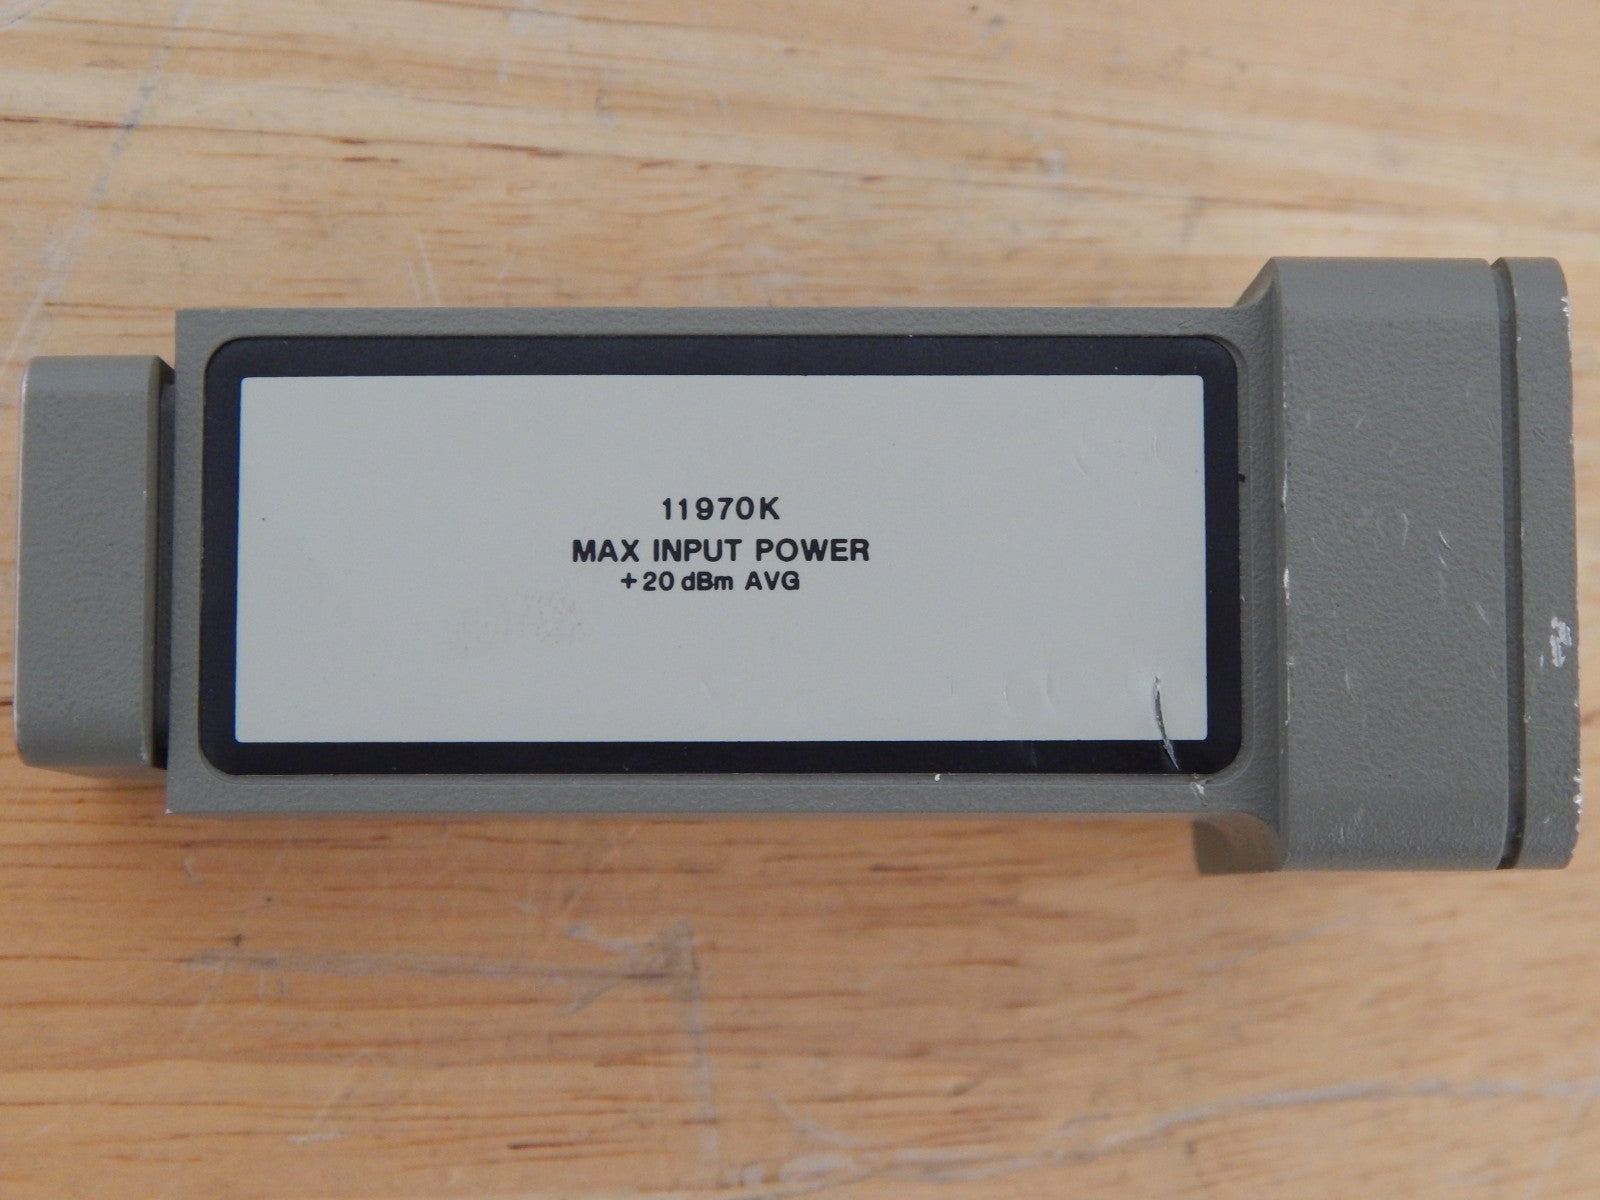 11970K
MAX INPUT POWER
+20 dBm AVG